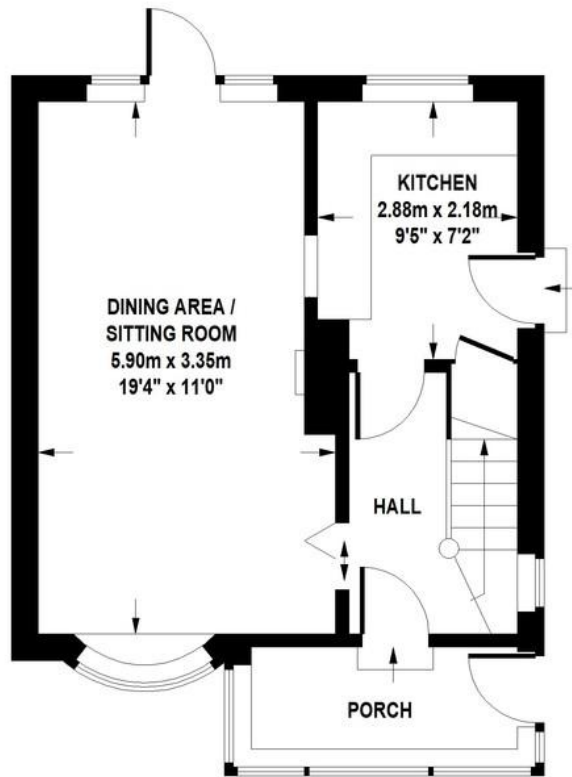 KITCHEN
2.88m x 2.18m
9'5" x 7'2"
DINING AREA /
SITTING ROOM
5.90m x 3.35m
19'4" x 11'0"
HALL
PORCH